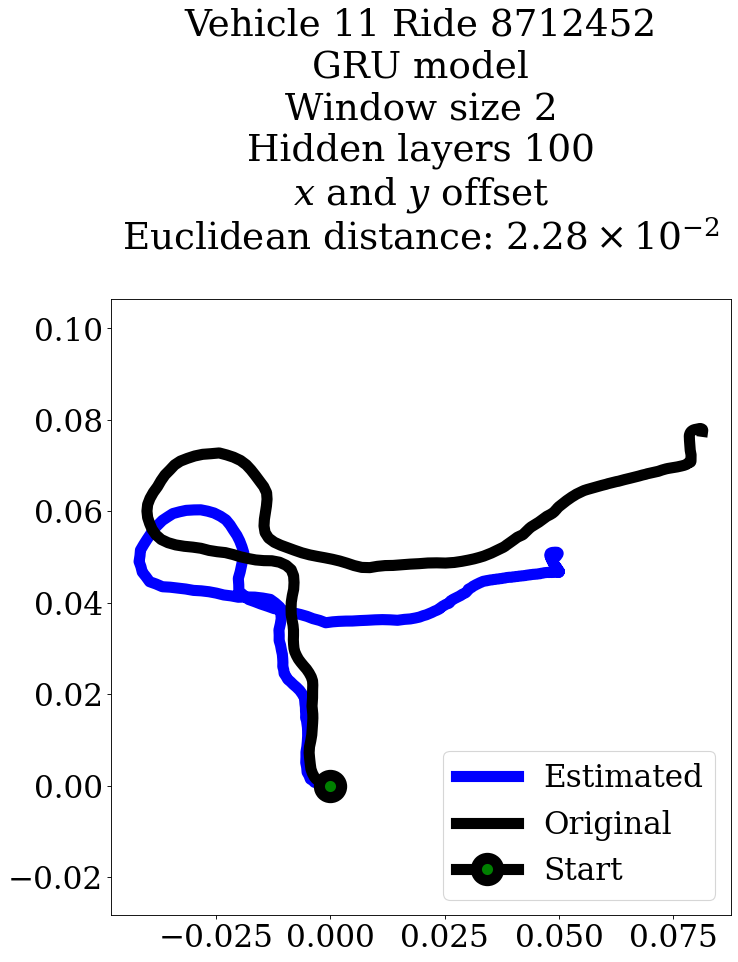 Vehicle 11 Ride 8712452
GRU model
Window size 2
Hidden layers 100
x and y offset
Euclidean distance: 2.28 × 10⁻²
0.10
0.08
0.06
0.04
0.02
0.00
−0.02
Estimated
Original
Start
−0.025 0.000 0.025 0.050 0.075